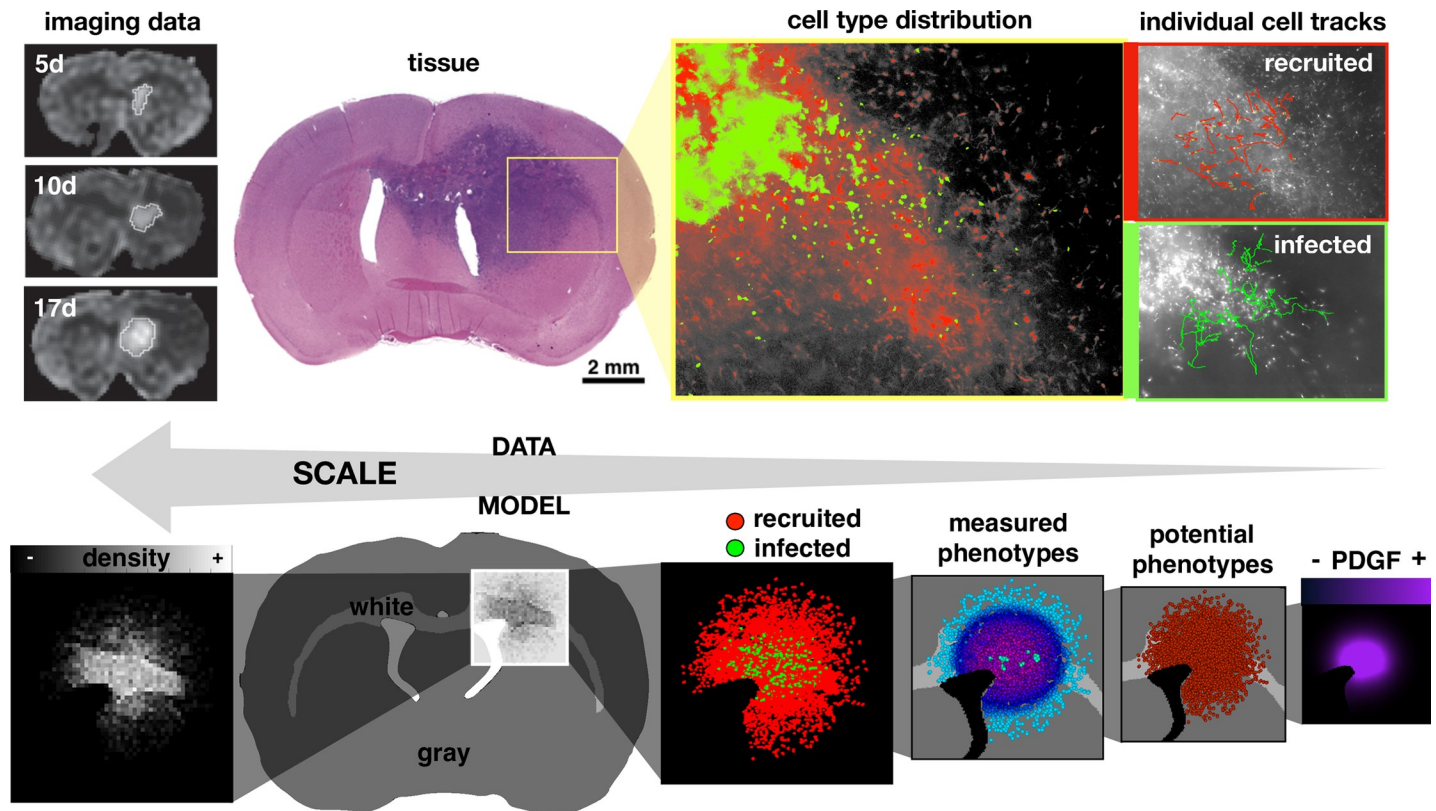 imaging data
5d
10d
17d
tissue
2 mm
cell type distribution
individual cell tracks
recruited
infected
DATA
SCALE
MODEL
- density +
white
gray
recruited
infected
measured
phenotypes
potential
phenotypes
- PDGF +